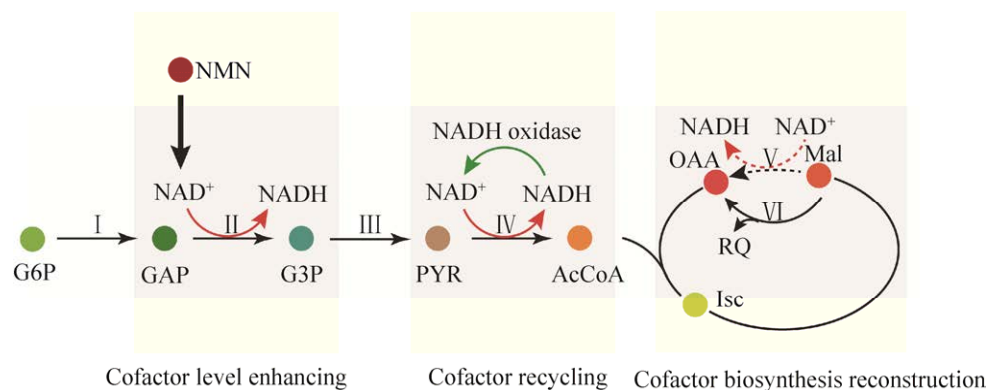 NMN
NADH oxidase
NADH
NAD⁺
OAA
V
Mal
NAD⁺
NADH
NAD⁺
NADH
I
II
III
IV
VI
RQ
G6P
GAP
G3P
PYR
AcCoA
Isc
Cofactor level enhancing
Cofactor recycling
Cofactor biosynthesis reconstruction